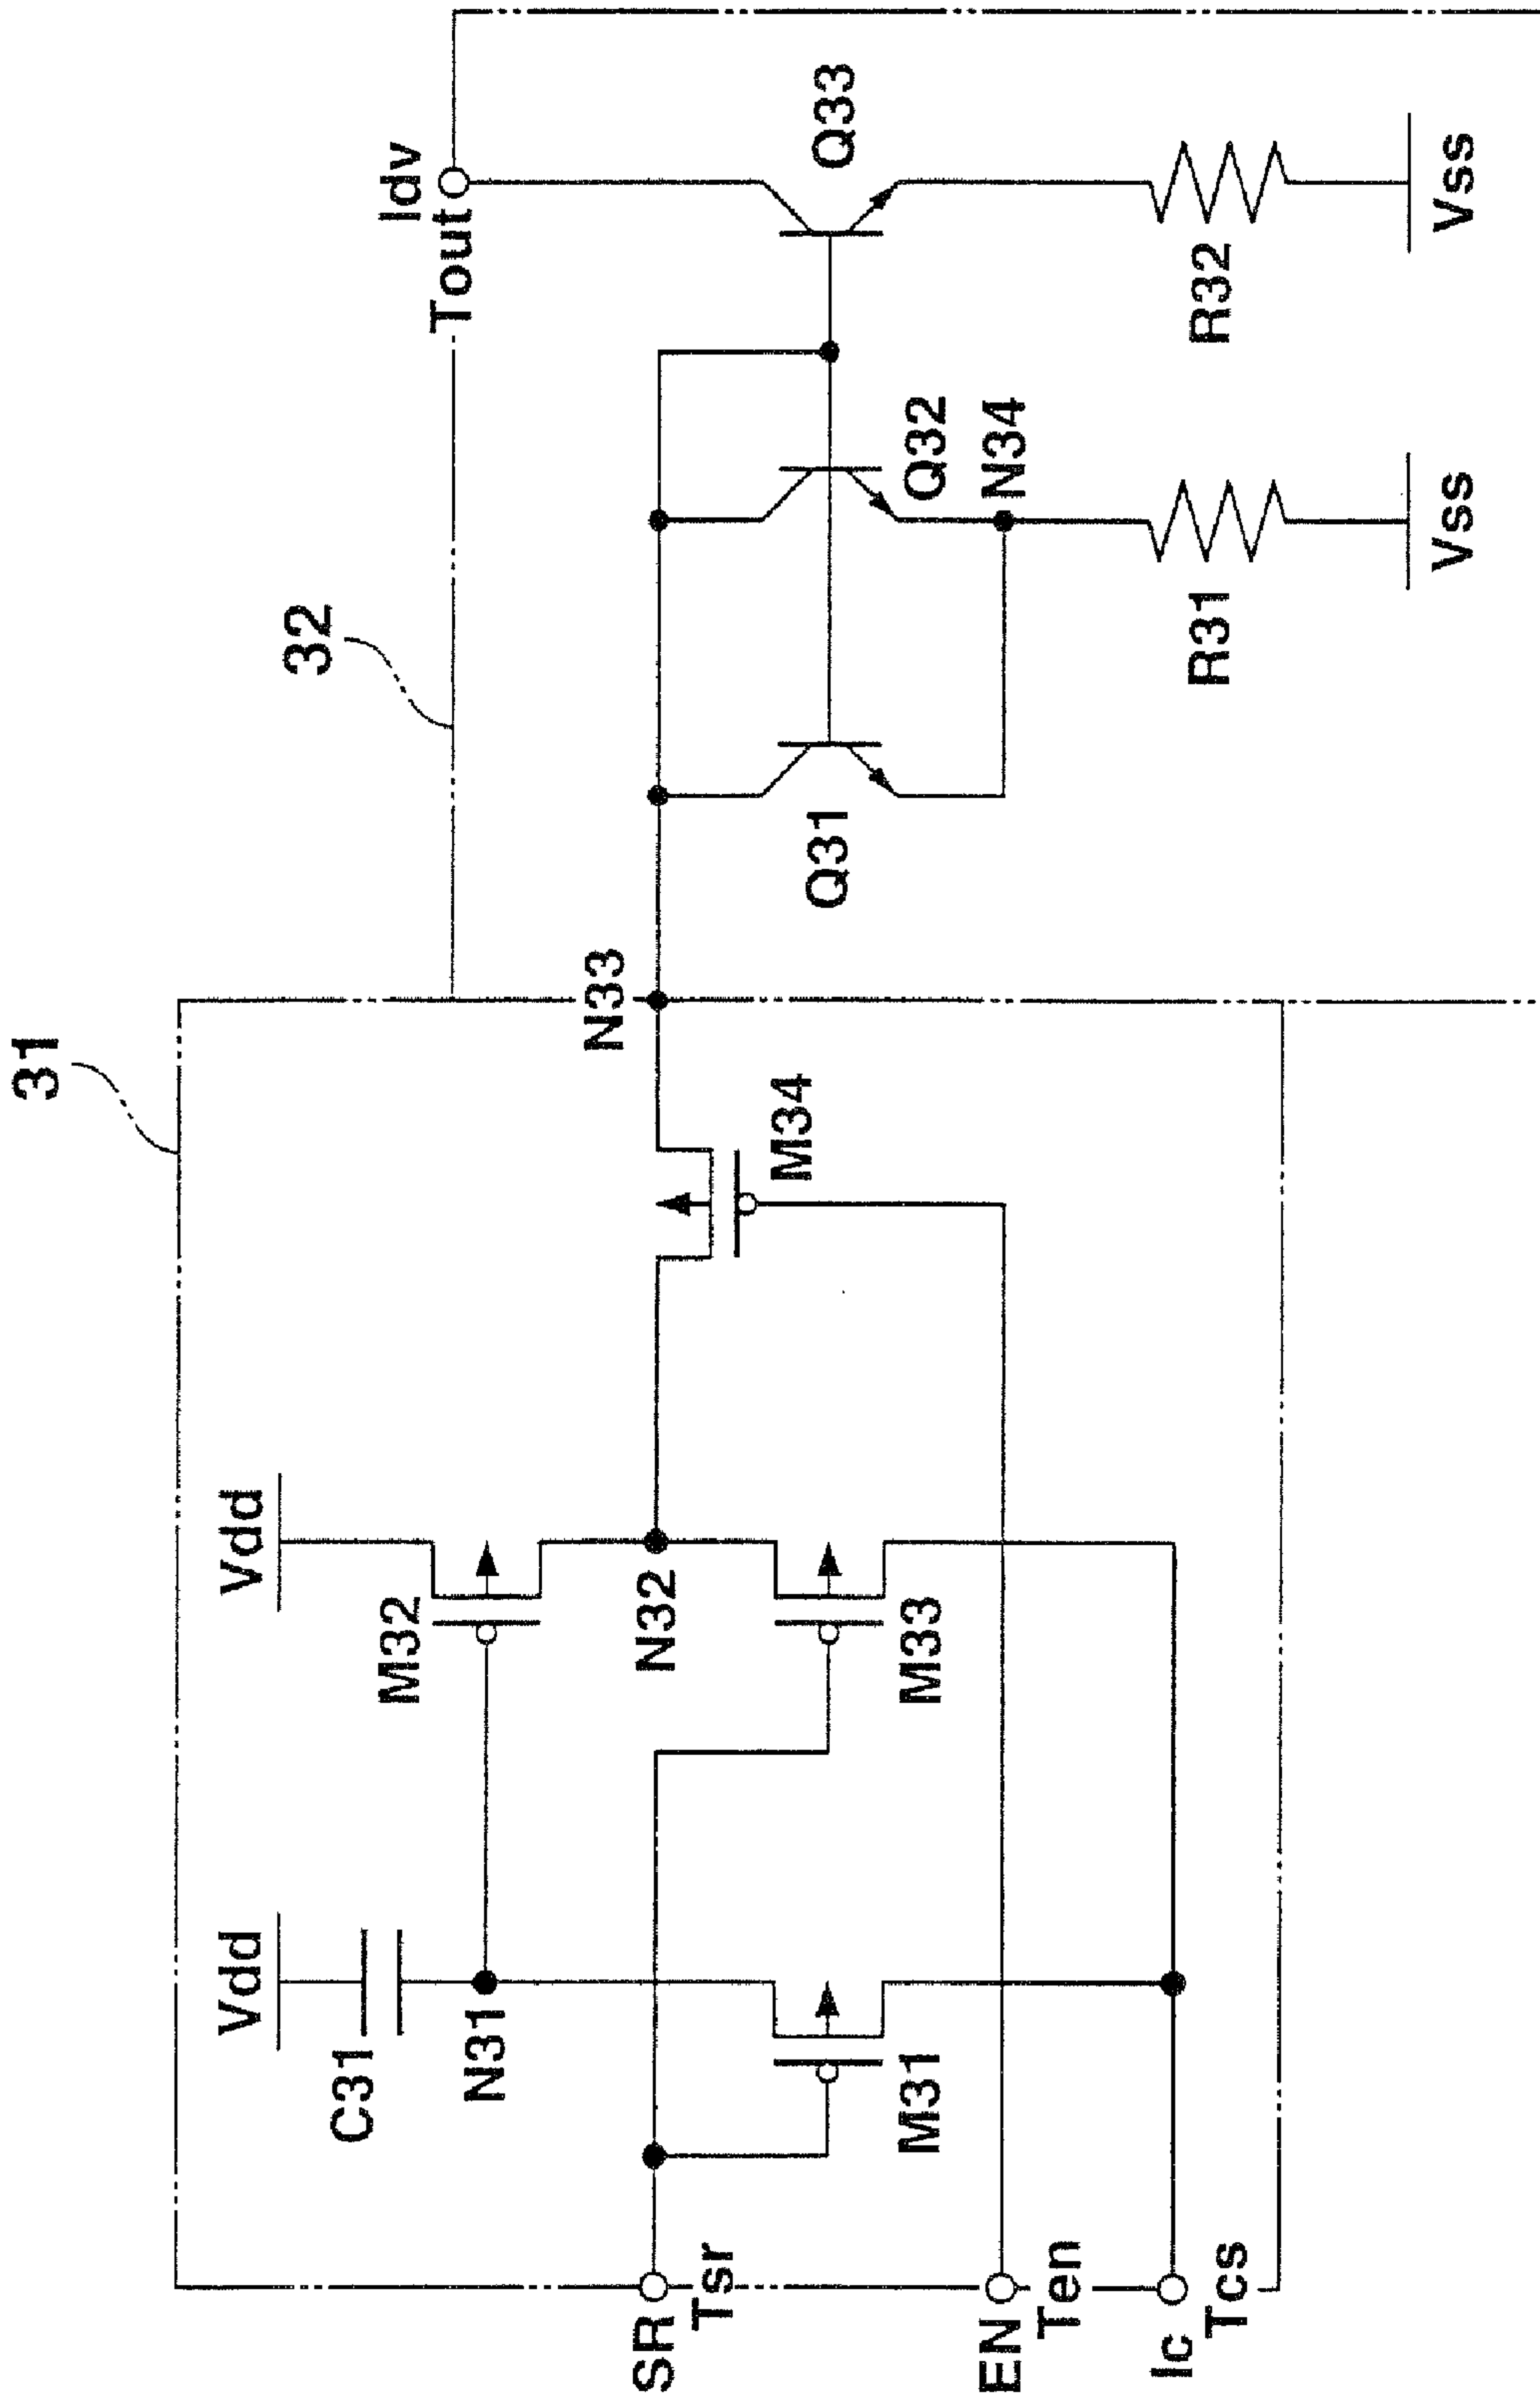 31
32
Vdd
Vdd
C31
M32
N31
N32
M31
M33
M34
N33
SR
Tsr
EN
Ten
Ic
Tcs
Idv
Tout
Q31
Q32
Q33
N34
R31
R32
Vss
Vss